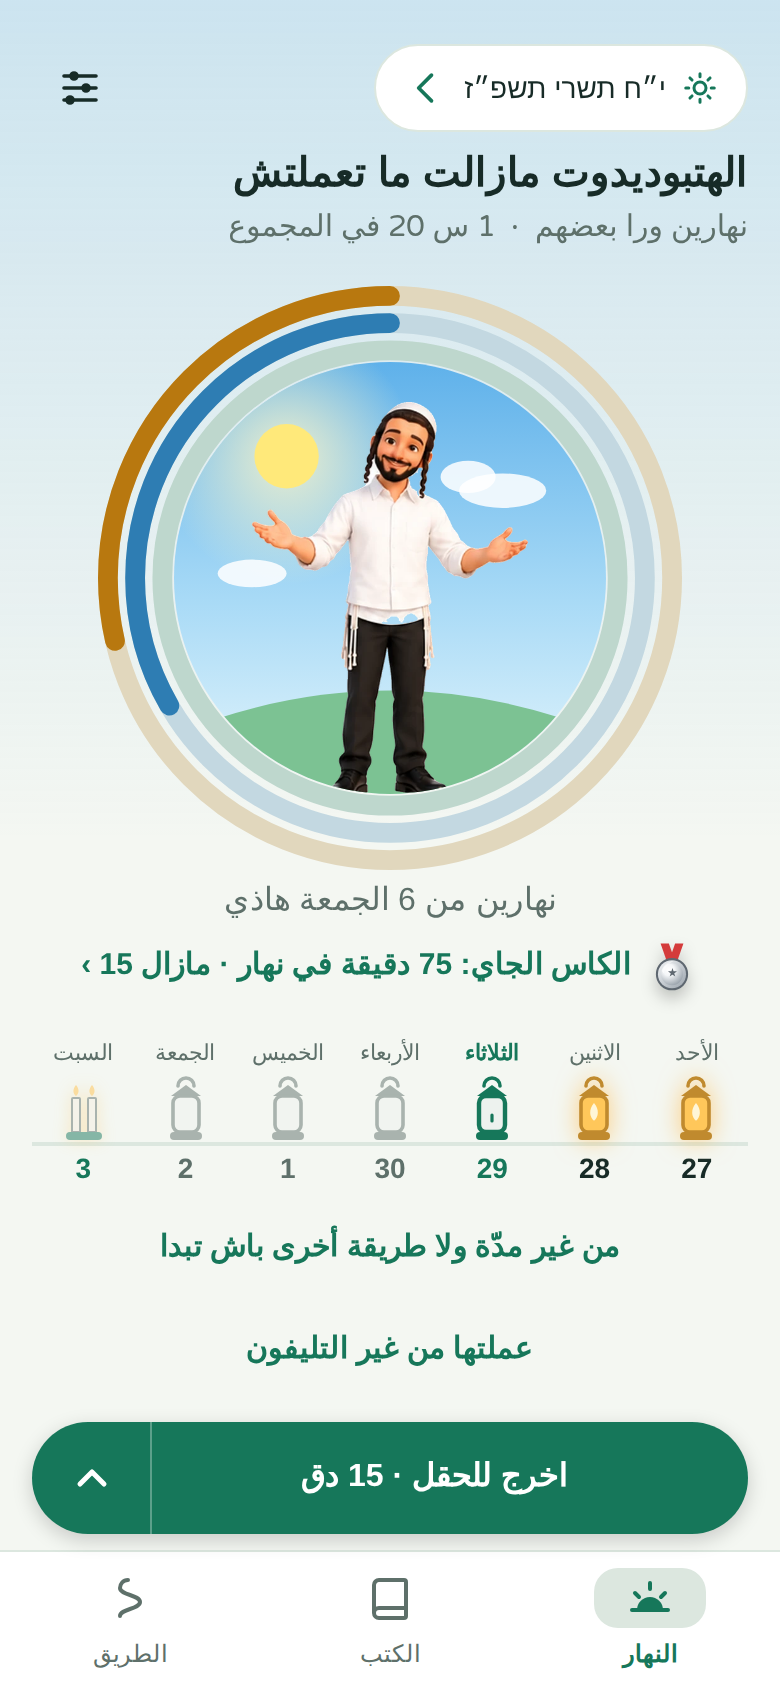 י״ח תשרי תשפ״ז
الهتبوديدوت مازالت ما تعملتش
نهارين ورا بعضهم · 1 س 20 في المجموع
نهارين من 6 الجمعة هاذي
الكاس الجاي: 75 دقيقة في نهار · مازال 15 ›
الأحد الاثنين الثلاثاء الأربعاء الخميس الجمعة السبت
27 28 29 30 1 2 3
من غير مدّة ولا طريقة أخرى باش تبدا
عملتها من غير التليفون
اخرج للحقل · 15 دق
النهار الكتب الطريق